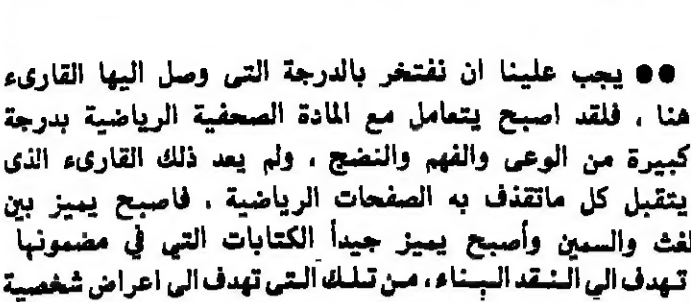 ●● يجب علينا ان نفتخر بالدرجة التى وصل اليها القارىء
هنا ، فلقد اصبح يتعامل مع المادة الصحفية الرياضية بدرجة
كبيرة من الوعى والفهم والنضج ، ولم يعد ذلك القارىء الذى
يتقبل كل ماتقذف به الصفحات الرياضية ، فاصبح يميز بين
لغث والسمين وأصبح يميز جيداً الكتابات التي في مضمونها
تهدف الي النقد البناء ، من تلك التى تهدف الى اعراض شخصية